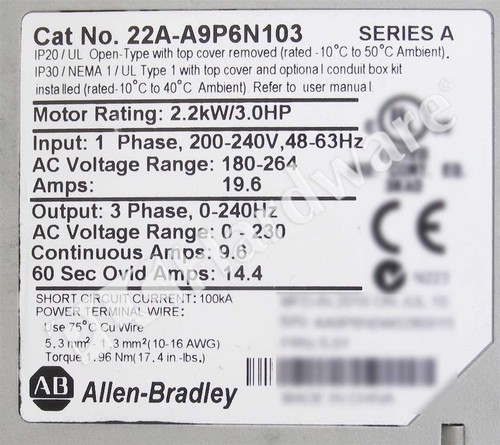 Cat No. 22A-A9P6N103 SERIES A
IP20 / UL Open-Type with top cover removed (rated -10°C to 50°C Ambient).
IP30 / NEMA 1 / UL Type 1 with top cover and optional conduit box kit
installed (rated-10°C to 40°C Ambient). Refer to user manual.
Motor Rating: 2.2kW/3.0HP
Input: 1 Phase, 200-240V,48-63Hz
AC Voltage Range: 180-264
Amps: 19.6
Output: 3 Phase, 0-240Hz
AC Voltage Range: 0 - 230
Continuous Amps: 9.6
60 Sec Ovld Amps: 14.4
SHORT CIRCUIT CURRENT: 100kA
POWER TERMINAL WIRE:
Use 75°C Cu Wire
5.3 mm² - 1.3 mm² (10-16 AWG)
Torque 1.96 Nm(17.4 in.-lbs.)
AB Allen-Bradley
CE
N223